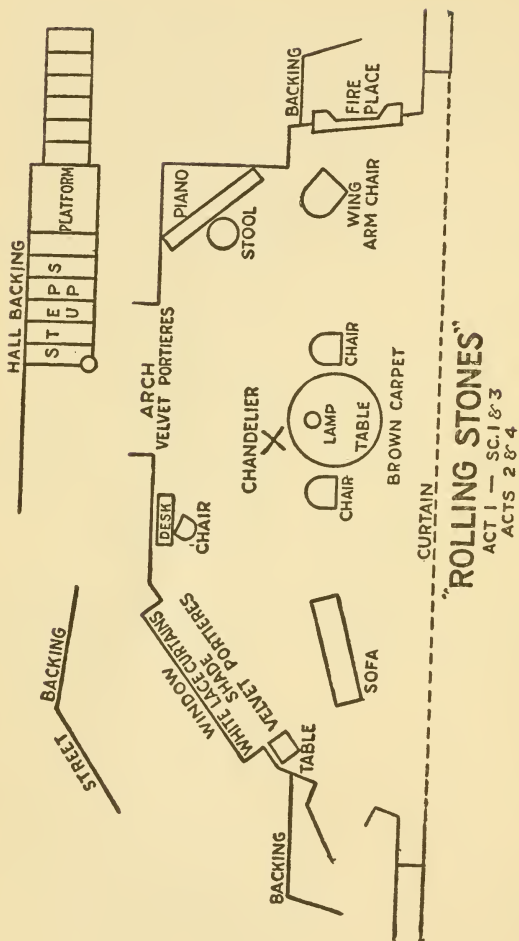 HALL BACKING
STEPS
UP
PLATFORM
STREET
BACKING
ARCH
VELVET PORTIERES
PIANO
STOOL
BACKING
FIRE
PLACE
WING
ARM CHAIR
DESK
CHAIR
WINDOW
WHITE LACE CURTAINS
SHADE
VELVET PORTIERES
TABLE
BACKING
CHANDELIER
CHAIR
LAMP
TABLE
CHAIR
SOFA
BROWN CARPET
CURTAIN
"ROLLING STONES"
ACT 1 — SC. 1 & 3
ACTS 2 & 4